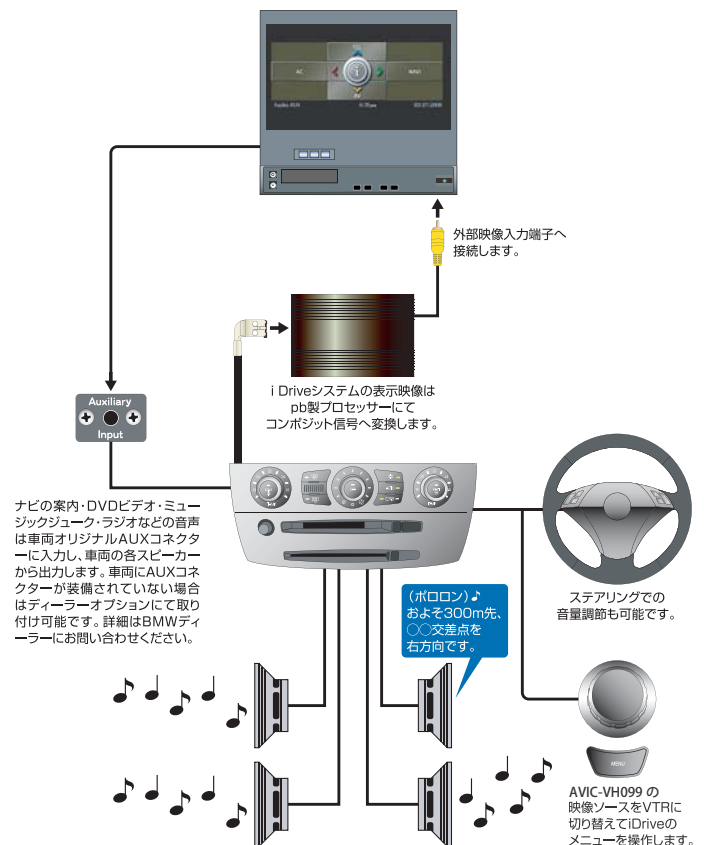 AC
NAVI
外部映像入力端子へ
接続します。
i Driveシステムの表示映像は
pb製プロセッサーにて
コンポジット信号へ変換します。
Auxiliary
Input
ナビの案内・DVDビデオ・ミュー
ジックジューク・ラジオなどの音声
は車両オリジナルAUXコネクタ
ーに入力し、車両の各スピーカー
から出力します。車両にAUXコネ
クターが装備されていない場合
はディーラーオプションにて取り
付け可能です。詳細はBMWディ
ーラーにお問い合わせください。
ステアリングでの
音量調節も可能です。
(ポロロン)♪
およそ300m先、
○○交差点を
右方向です。
MENU
AVIC-VH099 の
映像ソースをVTRに
切り替えてiDriveの
メニューを操作します。